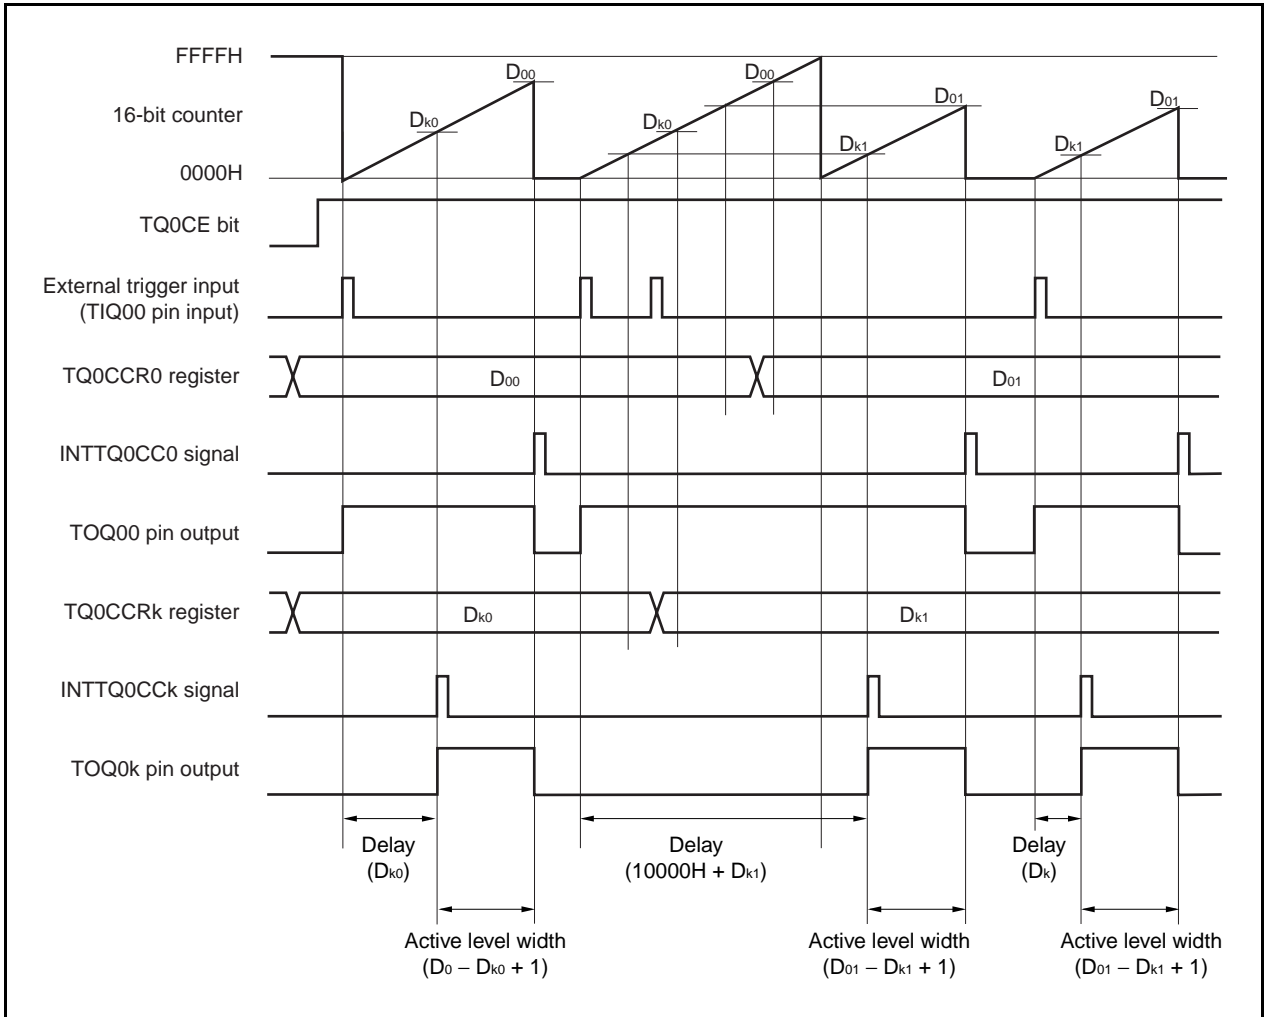 FFFFH
D00
D00
16-bit counter
Dk0
Dk0
D01
D01
Dk1
Dk1
0000H
TQ0CE bit
External trigger input
(TIQ00 pin input)
TQ0CCR0 register
D00
D01
INTTQ0CC0 signal
TOQ00 pin output
TQ0CCRk register
Dk0
Dk1
INTTQ0CCk signal
TOQ0k pin output
Delay
(Dk0)
Delay
(10000H + Dk1)
Delay
(Dk)
Active level width
(D0 − Dk0 + 1)
Active level width
(D01 − Dk1 + 1)
Active level width
(D01 − Dk1 + 1)